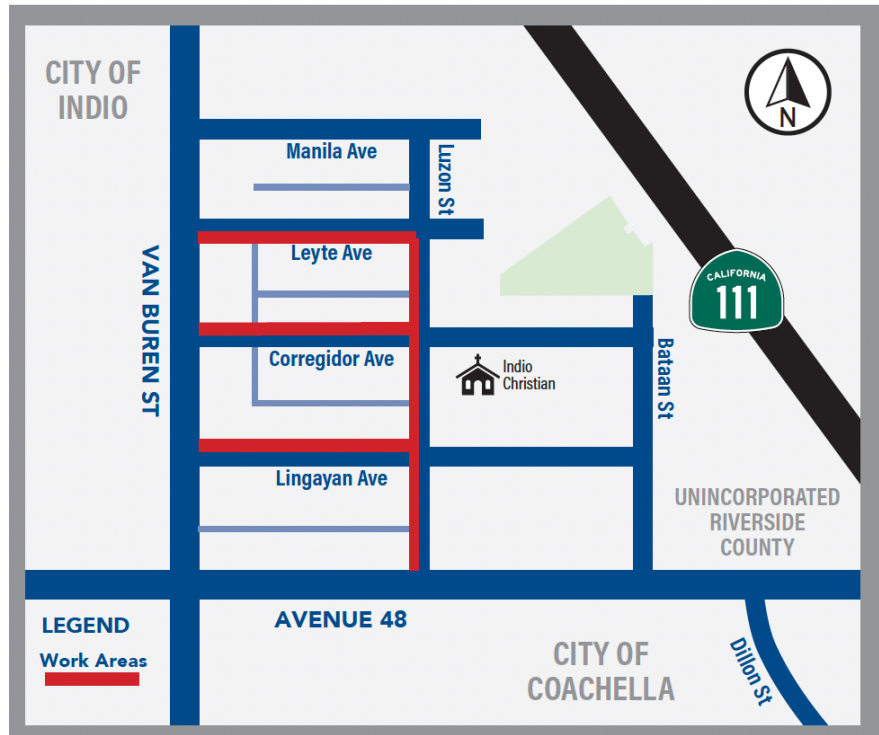 CITY OF
INDIO
N
Manila Ave
Luzon St
Leyte Ave
VAN BUREN ST
CALIFORNIA
111
Corregidor Ave
Indio
Christian
Bataan St
Lingayan Ave
UNINCORPORATED
RIVERSIDE
COUNTY
AVENUE 48
LEGEND
Work Areas
CITY OF
COACHELLA
Dillon St